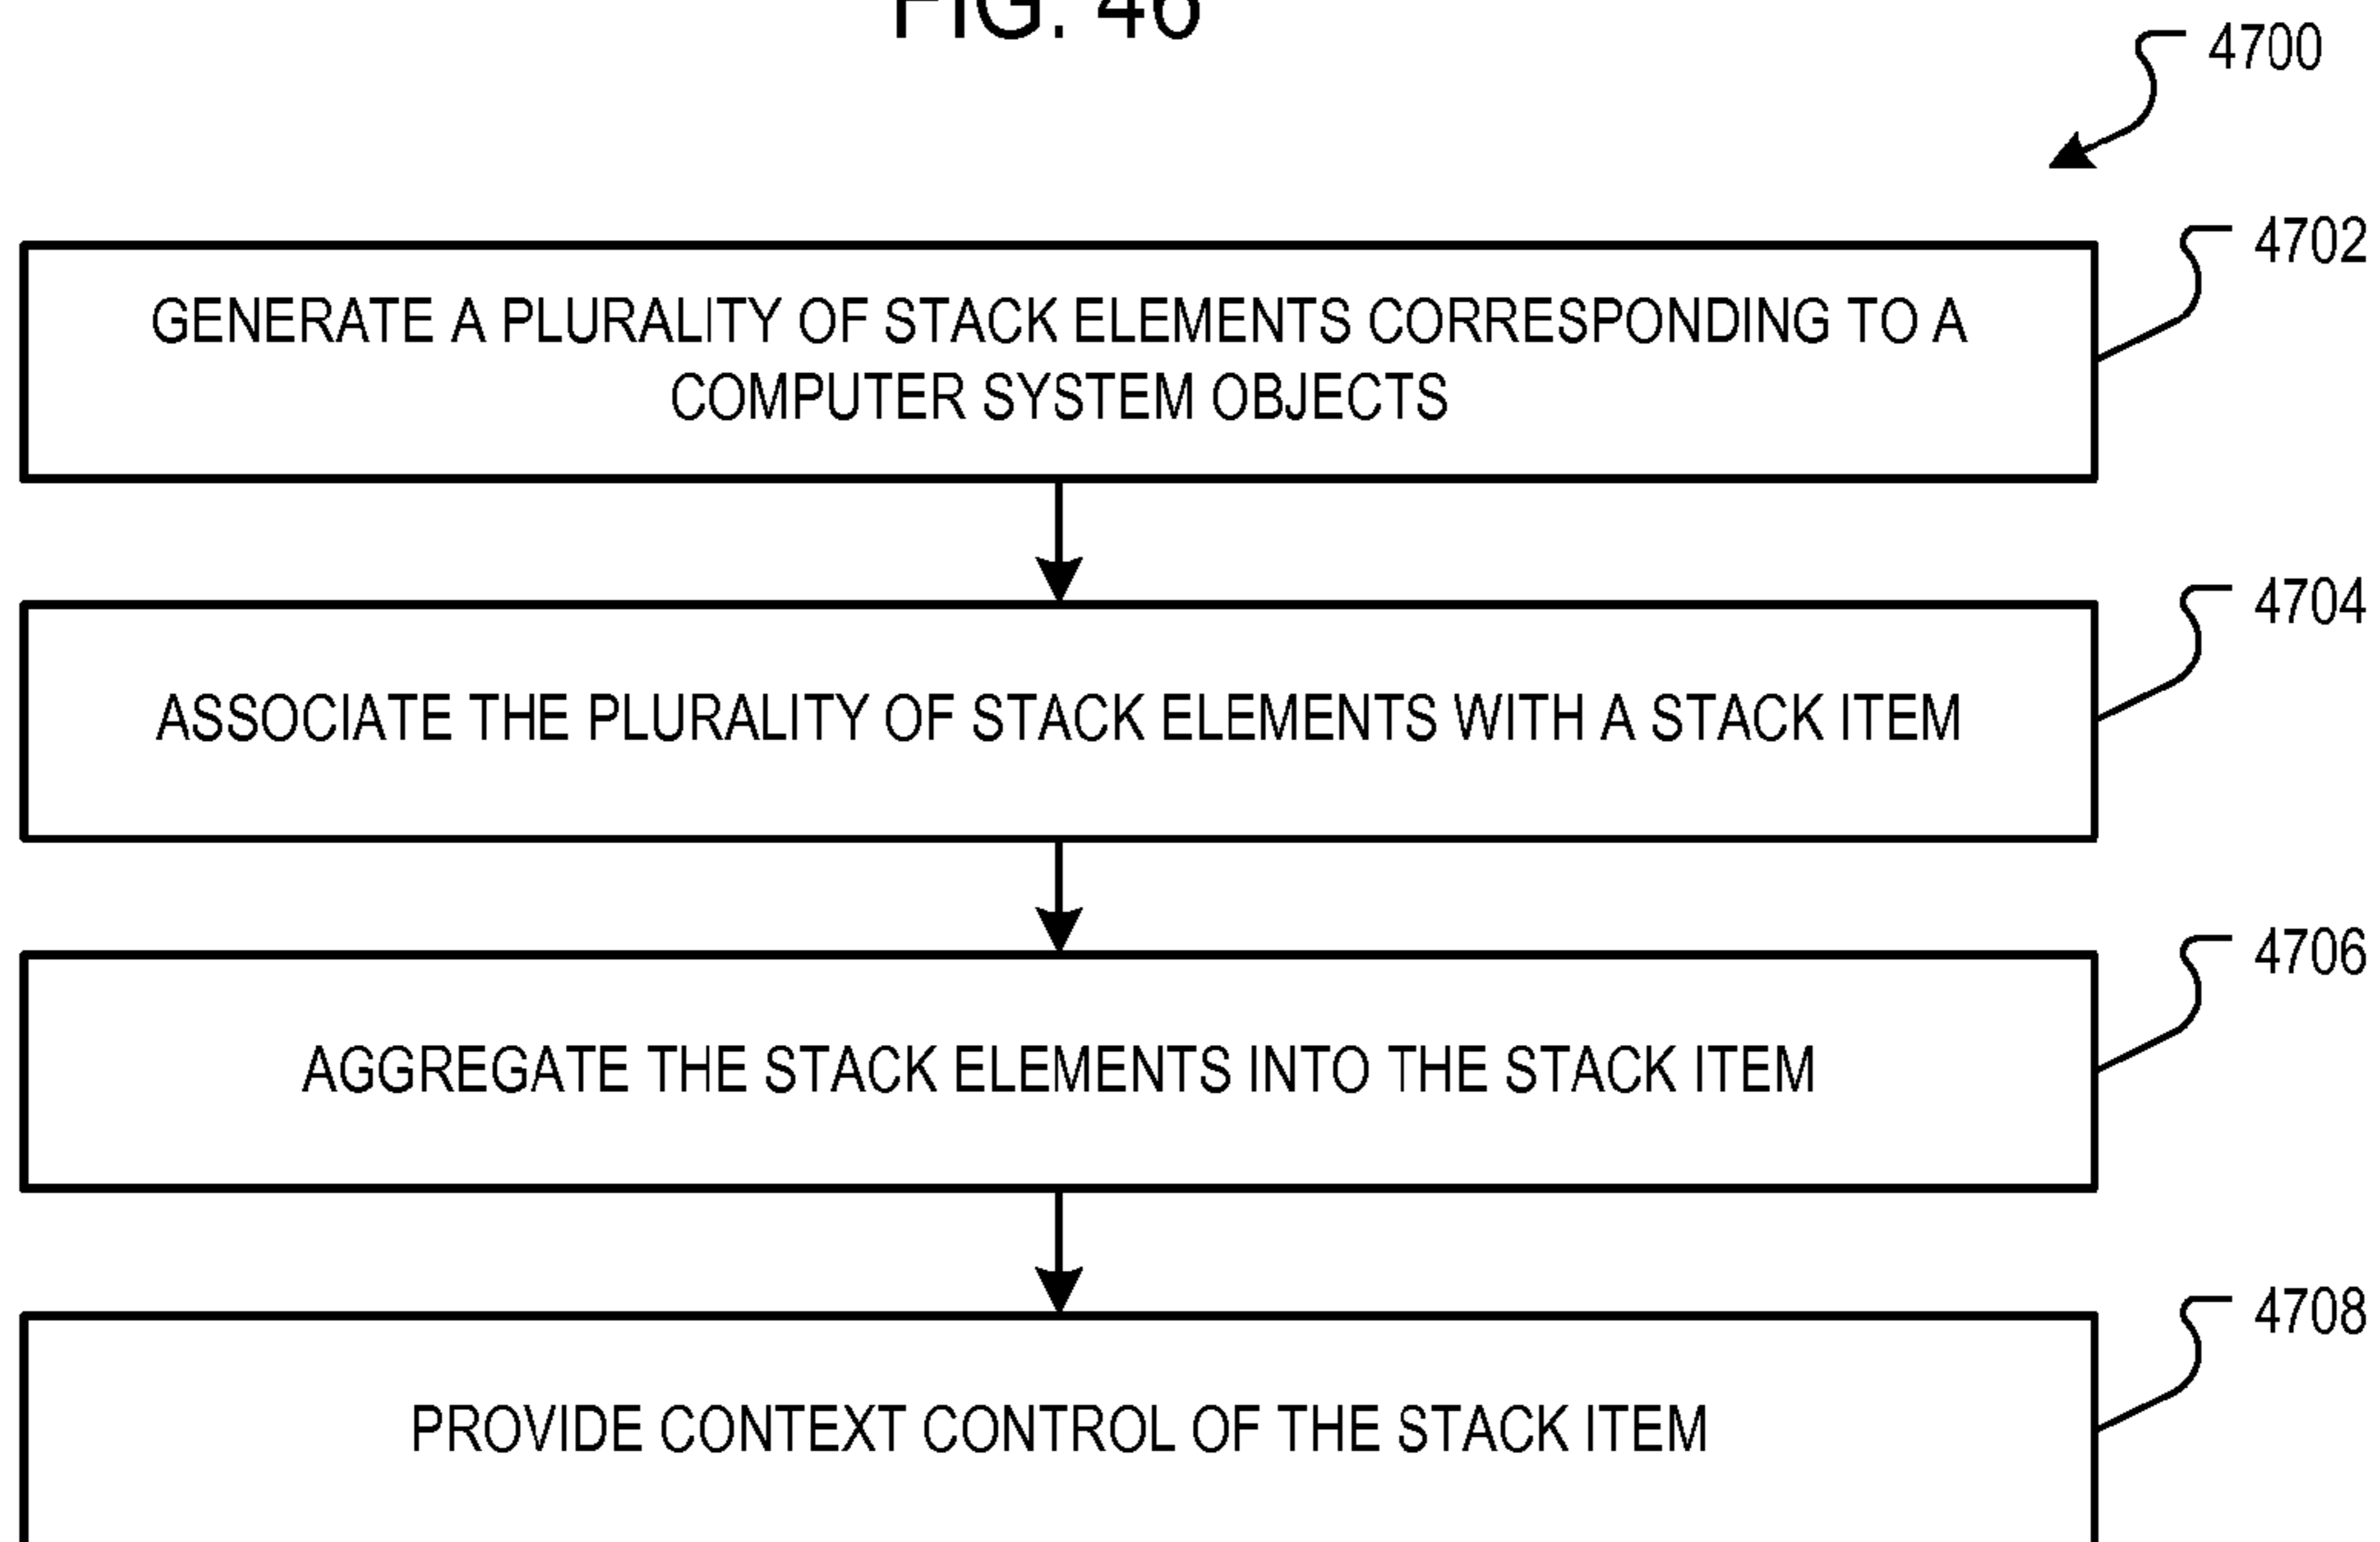 FIG. 46
4700
4702
GENERATE A PLURALITY OF STACK ELEMENTS CORRESPONDING TO A
COMPUTER SYSTEM OBJECTS
4704
ASSOCIATE THE PLURALITY OF STACK ELEMENTS WITH A STACK ITEM
4706
AGGREGATE THE STACK ELEMENTS INTO THE STACK ITEM
4708
PROVIDE CONTEXT CONTROL OF THE STACK ITEM